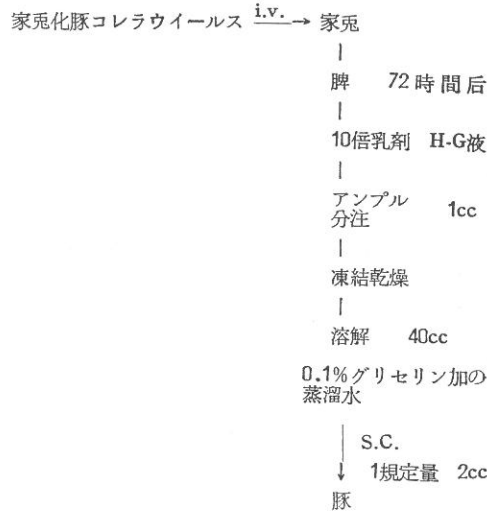 家兎化豚コレラウイールス i.v.→ 家兎
脾 72時間后
10倍乳剤 H-G液
アンプル
分注 1cc
凍結乾燥
溶解 40cc
0.1%グリセリン加の
蒸溜水
S.C.
1規定量 2cc
豚